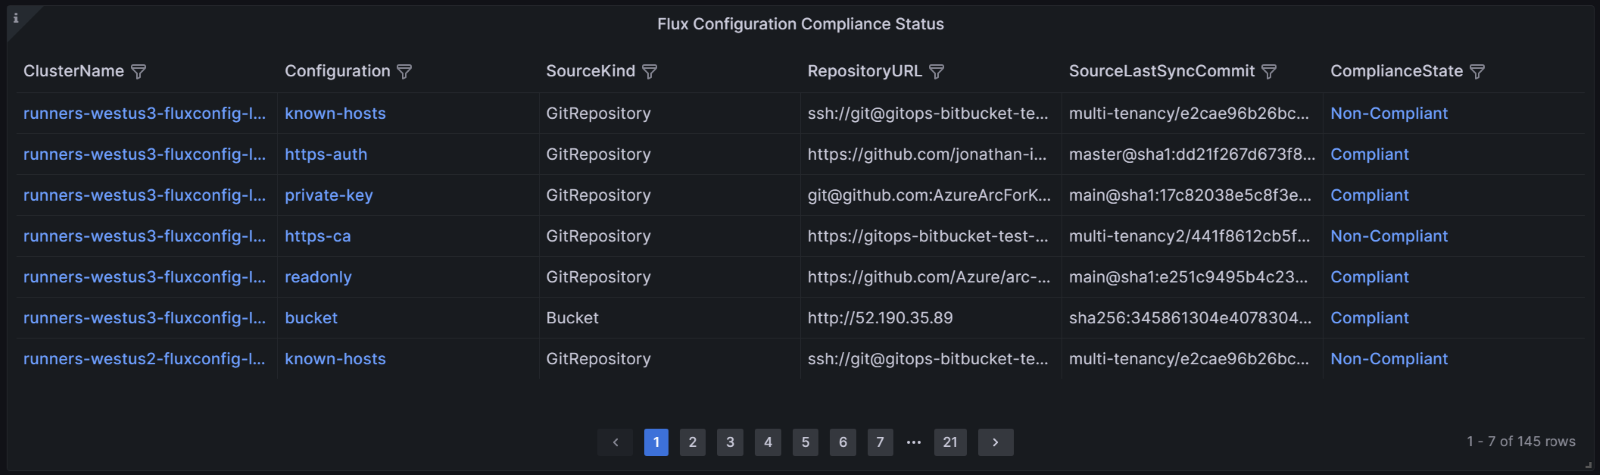 Flux Configuration Compliance Status
ClusterName Configuration SourceKind RepositoryURL SourceLastSyncCommit ComplianceState
runners-westus3-fluxconfig-l... known-hosts GitRepository ssh://git@gitops-bitbucket-te... multi-tenancy/e2cae96b26bc... Non-Compliant
runners-westus3-fluxconfig-l... https-auth GitRepository https://github.com/jonathan-i... master@sha1:dd21f267d673f8... Compliant
runners-westus3-fluxconfig-l... private-key GitRepository git@github.com:AzureArcForK... main@sha1:17c82038e5c8f3e... Compliant
runners-westus3-fluxconfig-l... https-ca GitRepository https://gitops-bitbucket-test-... multi-tenancy2/441f8612cb5f... Non-Compliant
runners-westus3-fluxconfig-l... readonly GitRepository https://github.com/Azure/arc-... main@sha1:e251c9495b4c23... Compliant
runners-westus3-fluxconfig-l... bucket Bucket http://52.190.35.89 sha256:345861304e4078304... Compliant
runners-westus2-fluxconfig-l... known-hosts GitRepository ssh://git@gitops-bitbucket-te... multi-tenancy/e2cae96b26bc... Non-Compliant
< 1 2 3 4 5 6 7 ... 21 > 1 - 7 of 145 rows